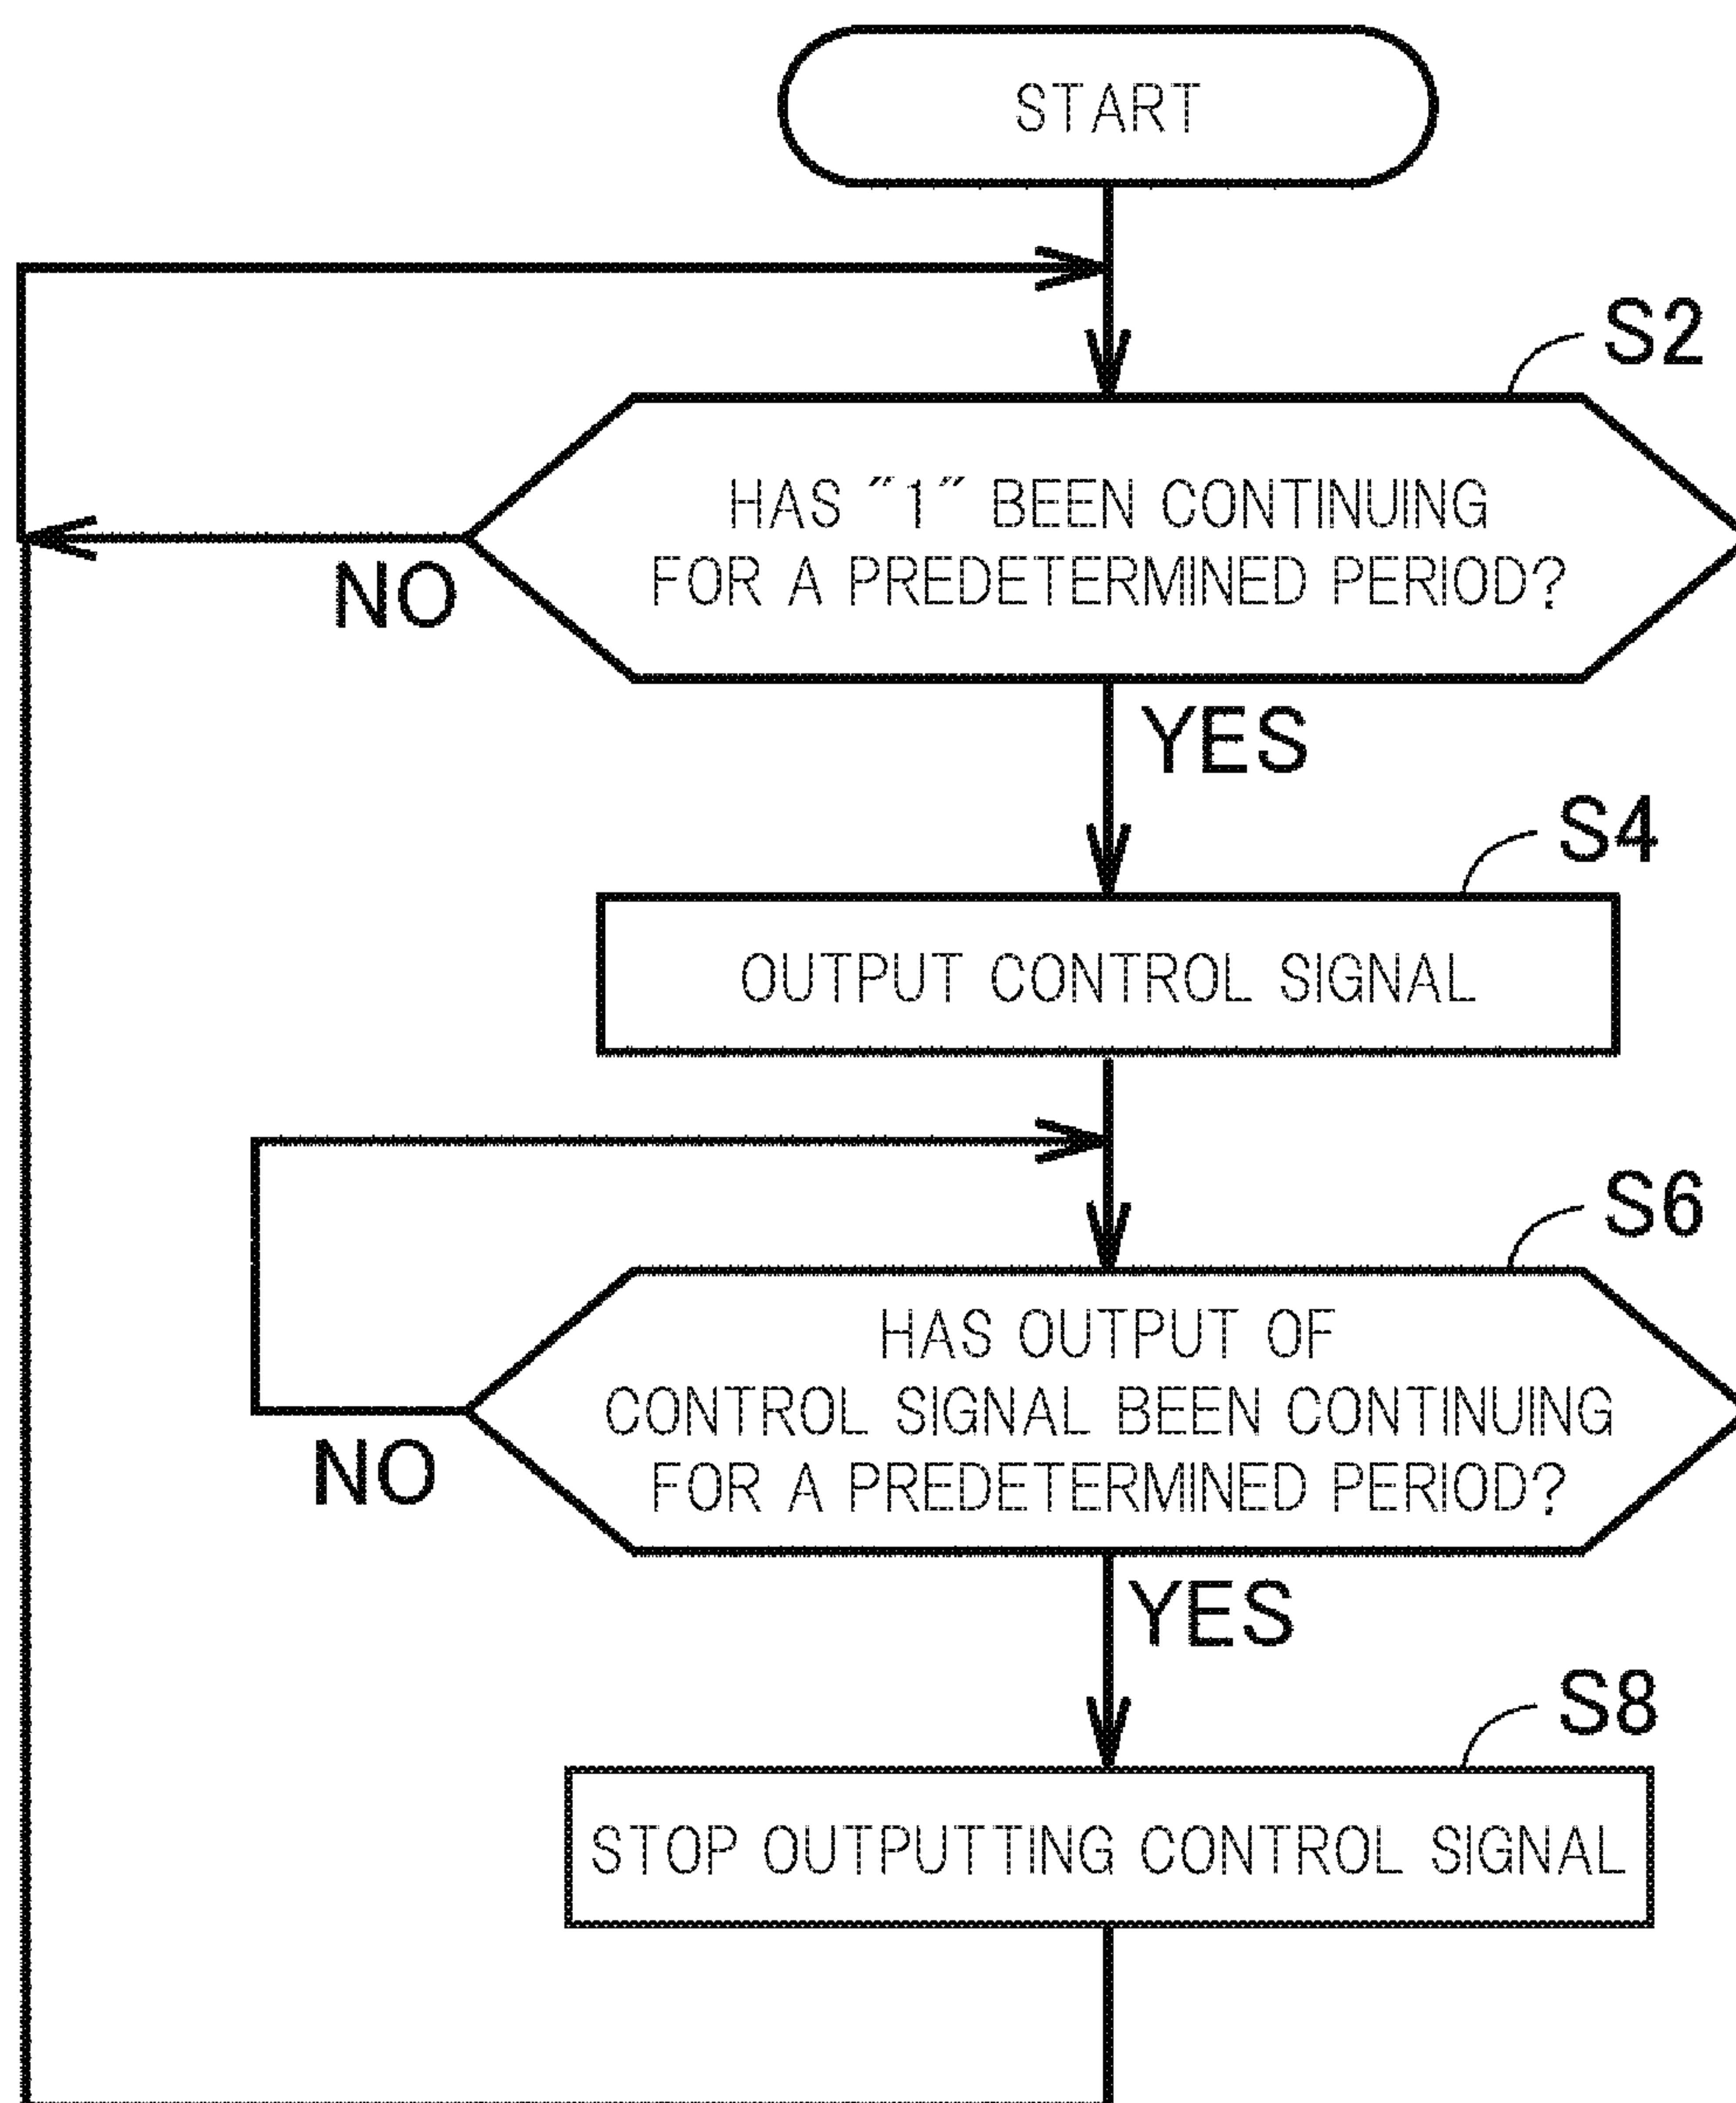 START
S2
HAS "1" BEEN CONTINUING
FOR A PREDETERMINED PERIOD?
NO
YES
S4
OUTPUT CONTROL SIGNAL
S6
HAS OUTPUT OF
CONTROL SIGNAL BEEN CONTINUING
FOR A PREDETERMINED PERIOD?
NO
YES
S8
STOP OUTPUTTING CONTROL SIGNAL